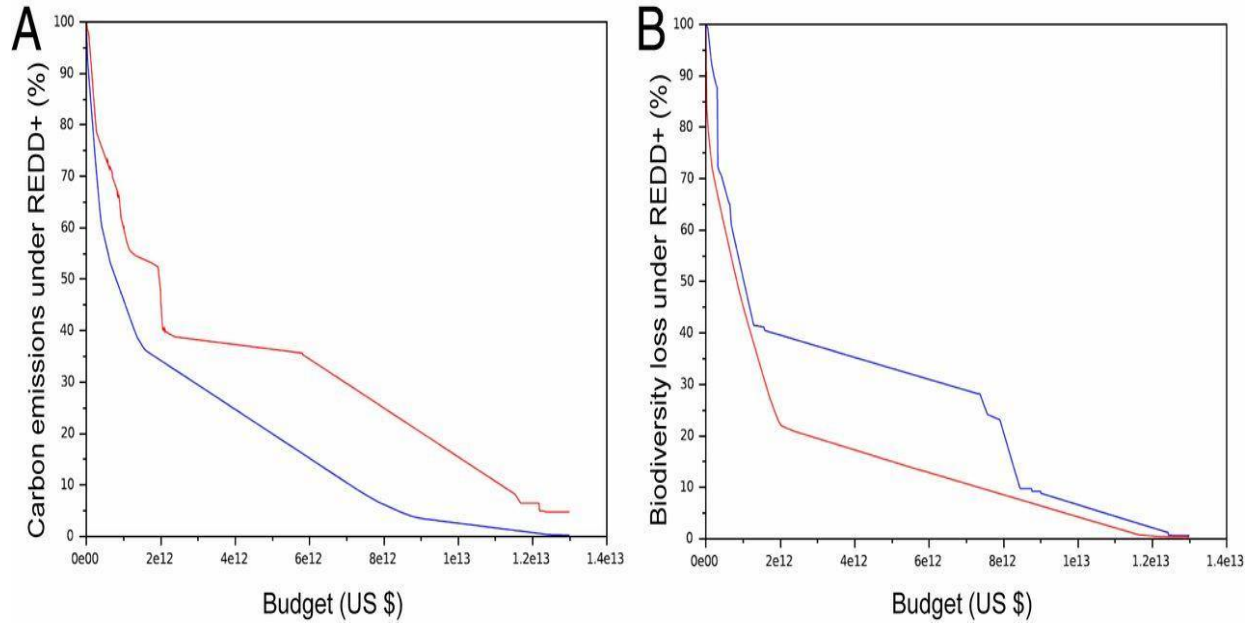 A
Carbon emissions under REDD+ (%)
100
90
80
70
60
50
40
30
20
10
0
0e00 2e12 4e12 6e12 8e12 1e13 1.2e13 1.4e13
Budget (US $)
B
Biodiversity loss under REDD+ (%)
100
90
80
70
60
50
40
30
20
10
0
0e00 2e12 4e12 6e12 8e12 1e13 1.2e13 1.4e13
Budget (US $)